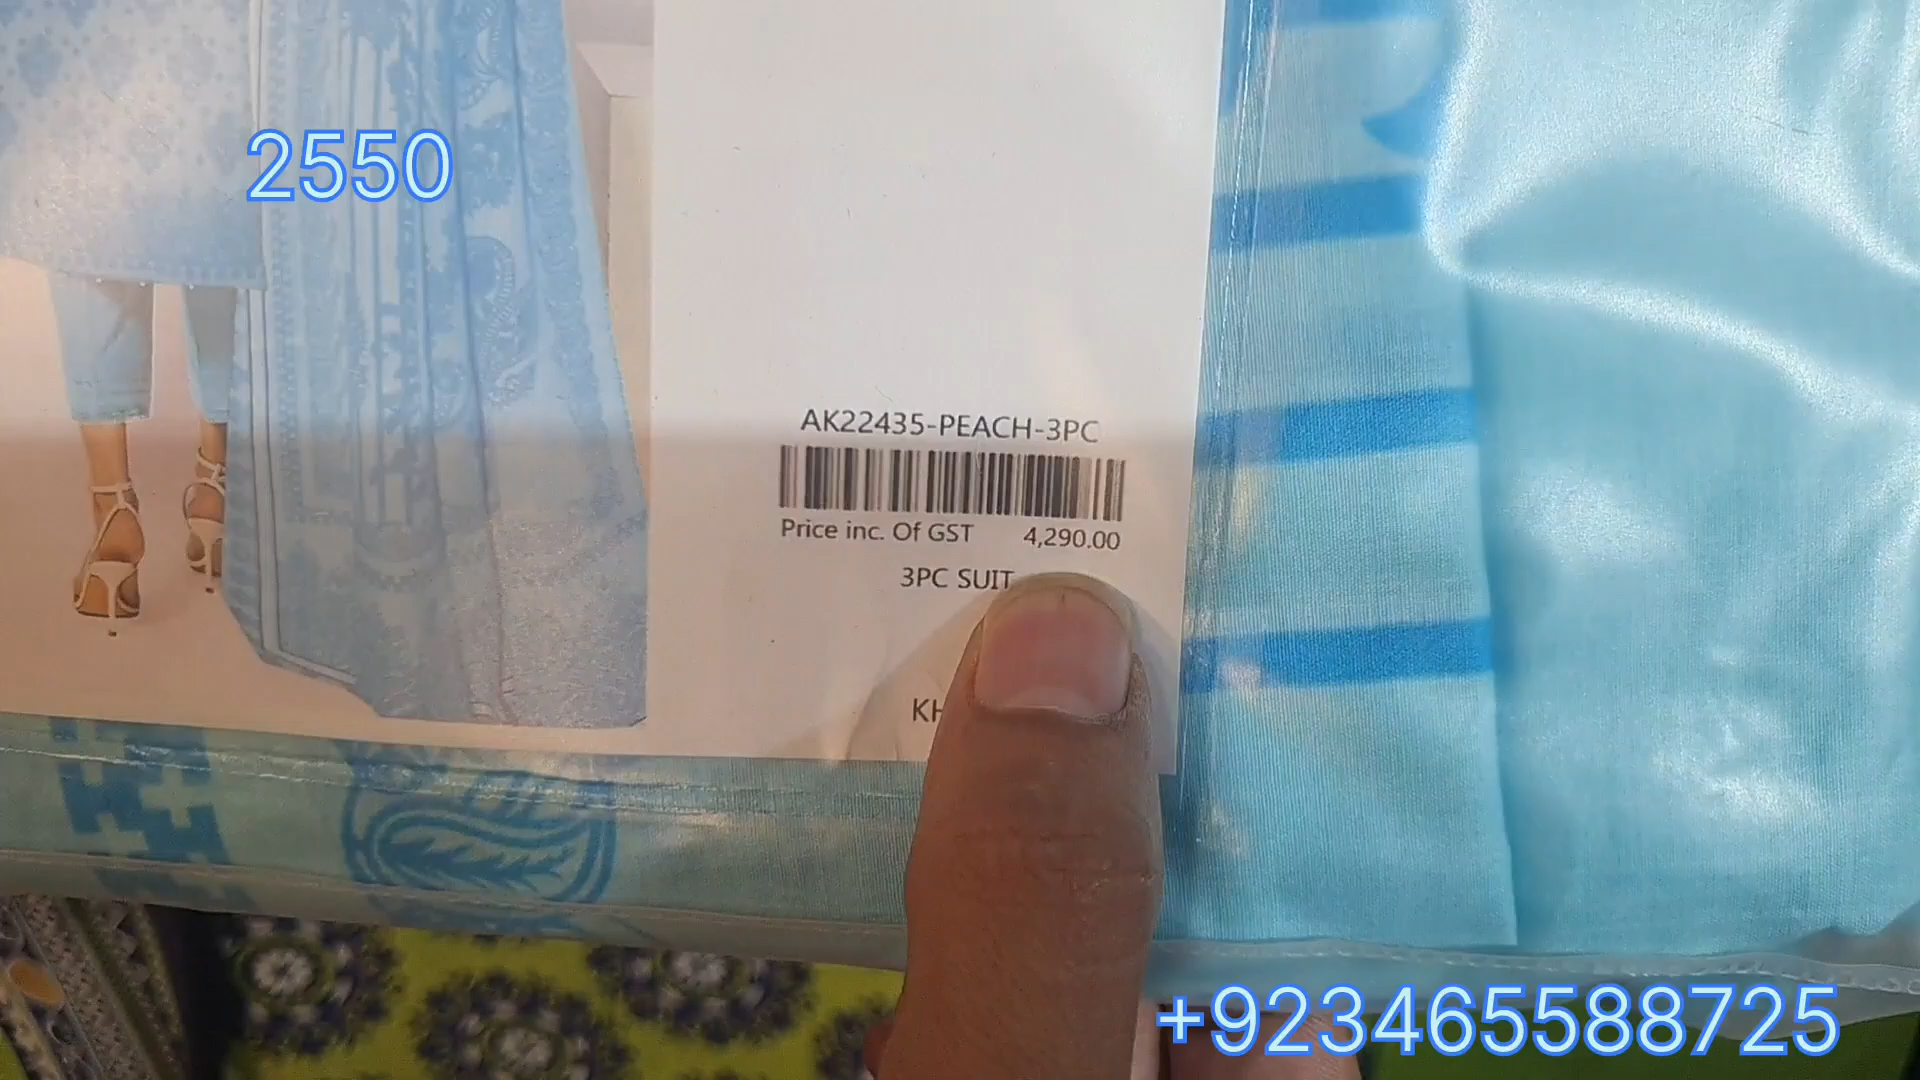 2550
AK22435-PEACH-3PC
Price inc. Of GST 4,290.00
3PC SUIT
+923465588725